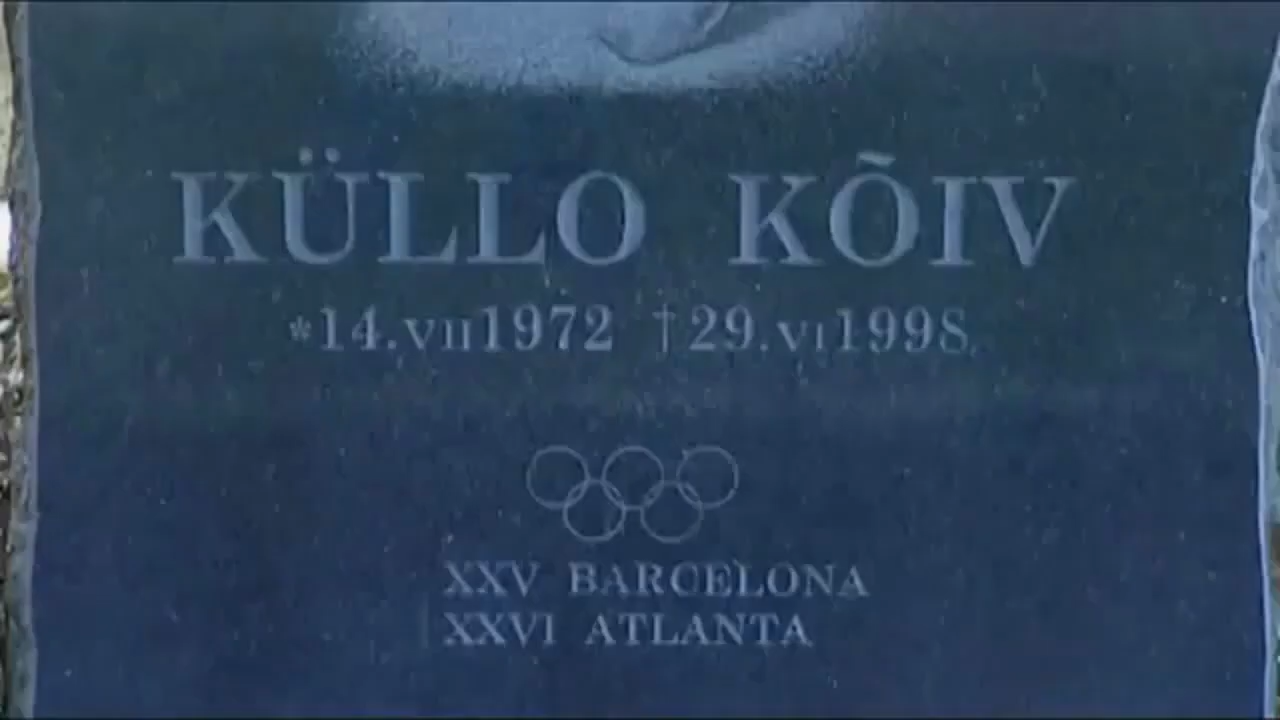 KÜLLO KÕIV
*14.VII1972 †29.VI1998
XXV BARCELONA
XXVI ATLANTA